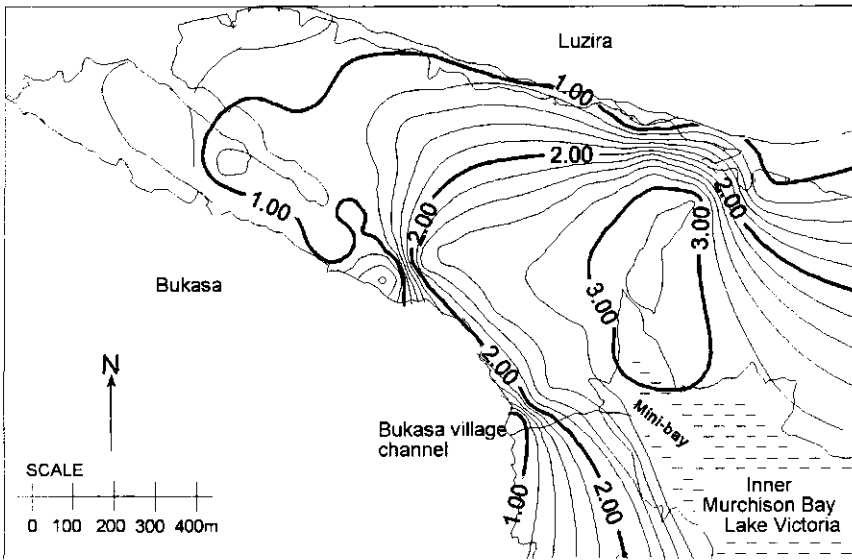 Luzira
1.00
2.00
2.00
1.00
2.00
3.00
Bukasa
3.00
N
2.00
Mini-bay
Bukasa village
channel
SCALE
Inner
Murchison Bay
Lake Victoria
1.00
2.00
0 100 200 300 400m